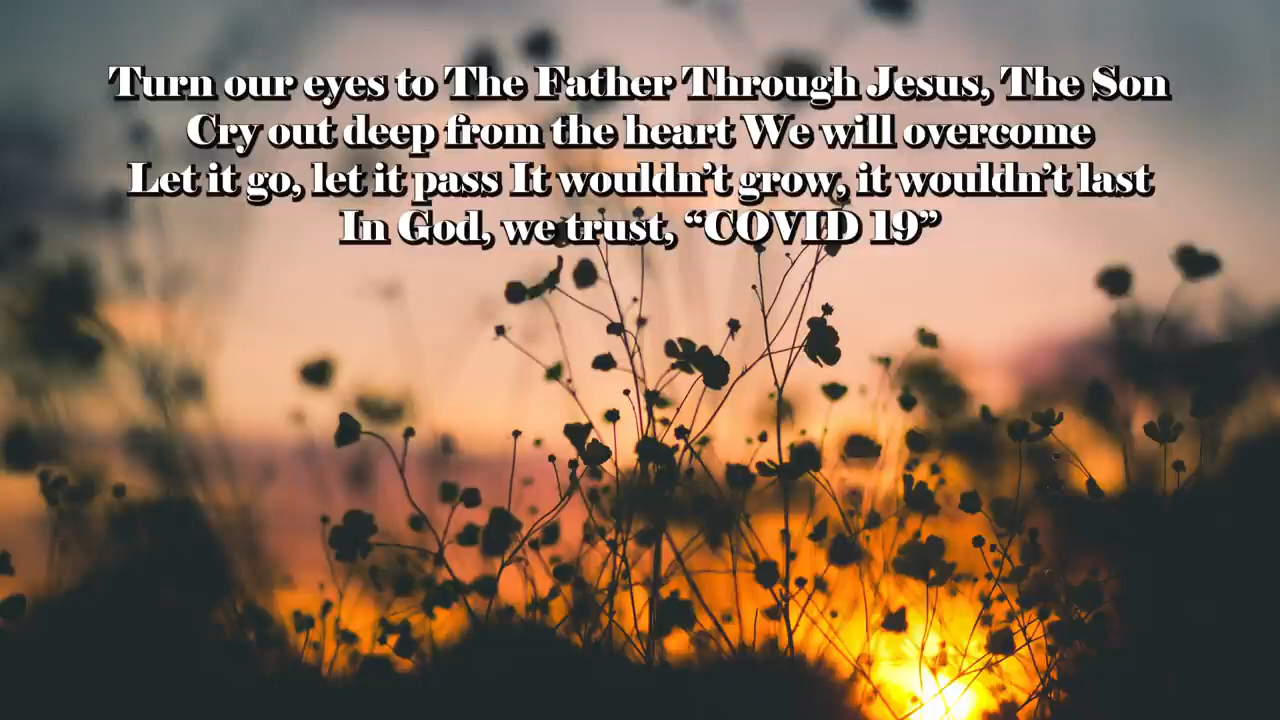 Turn our eyes to The Father Through Jesus, The Son
Cry out deep from the heart We will overcome
Let it go, let it pass It wouldn’t grow, it wouldn’t last
In God, we trust, “COVID 19”